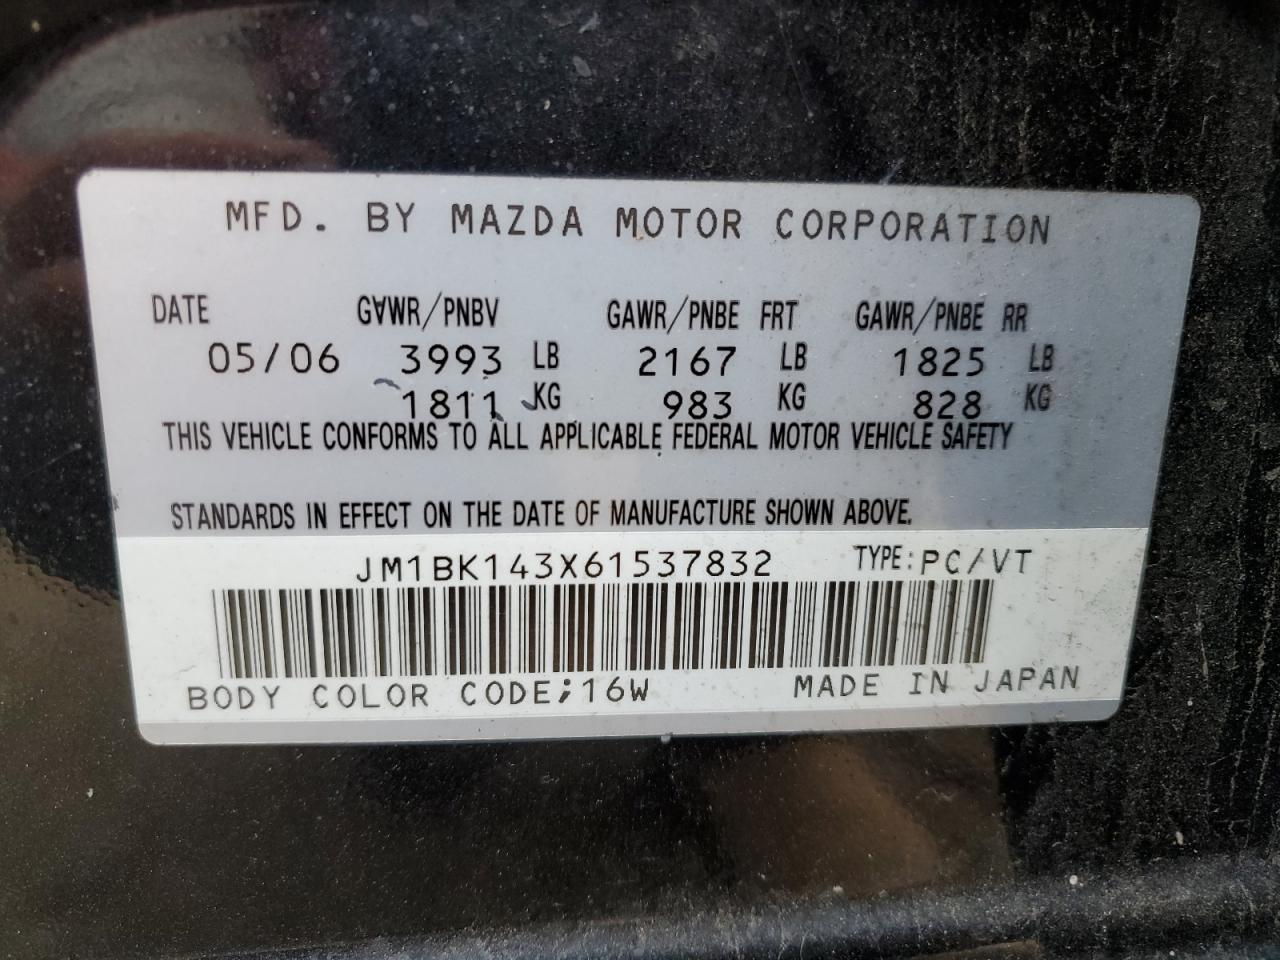 MFD. BY MAZDA MOTOR CORPORATION
DATE GVWR/PNBV GAWR/PNBE FRT GAWR/PNBE RR
05/06 3993 LB 2167 LB 1825 LB
1811 KG 983 KG 828 KG
THIS VEHICLE CONFORMS TO ALL APPLICABLE FEDERAL MOTOR VEHICLE SAFETY
STANDARDS IN EFFECT ON THE DATE OF MANUFACTURE SHOWN ABOVE.
JM1BK143X61537832 TYPE:PC/VT
BODY COLOR CODE;16W MADE IN JAPAN